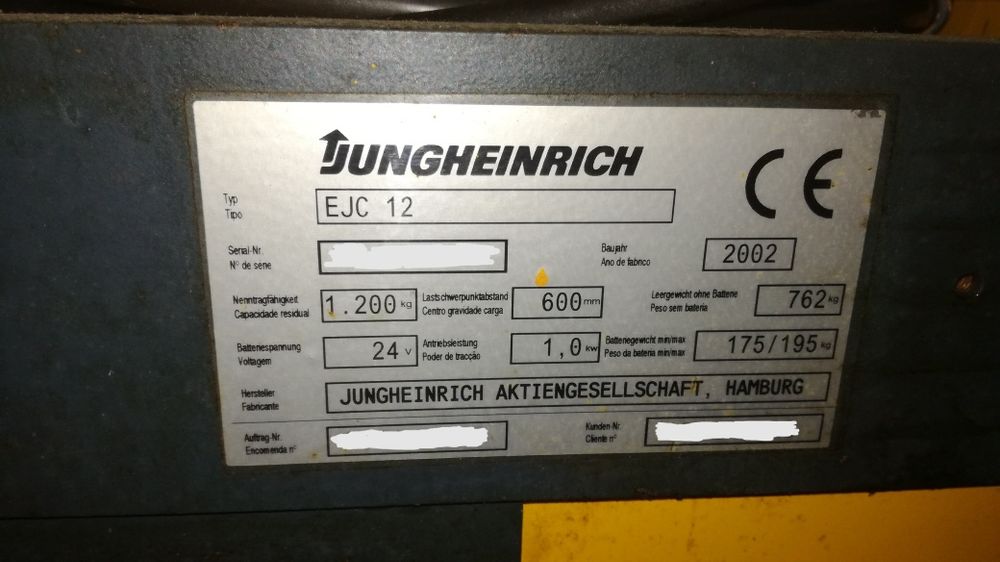 JUNGHEINRICH
CE
Typ
Tipo
EJC 12
Serial-Nr.
Nº de serie
Baujahr
Ano de fabrico
2002
Nenntragfähigkeit
Capacidade residual
1.200 kg
Lastschwerpunktabstand
Centro gravidade carga
600 mm
Leergewicht ohne Batterie
Peso sem bateria
762 kg
Batteriespannung
Voltagem
24 V
Antriebsleistung
Poder de tracção
1,0 kW
Batteriegewicht min/max
Peso da bateria min/max
175/195 kg
Hersteller
Fabricante
JUNGHEINRICH AKTIENGESELLSCHAFT, HAMBURG
Auftrag-Nr.
Encomenda nº
Kunden-Nr.
Cliente nº